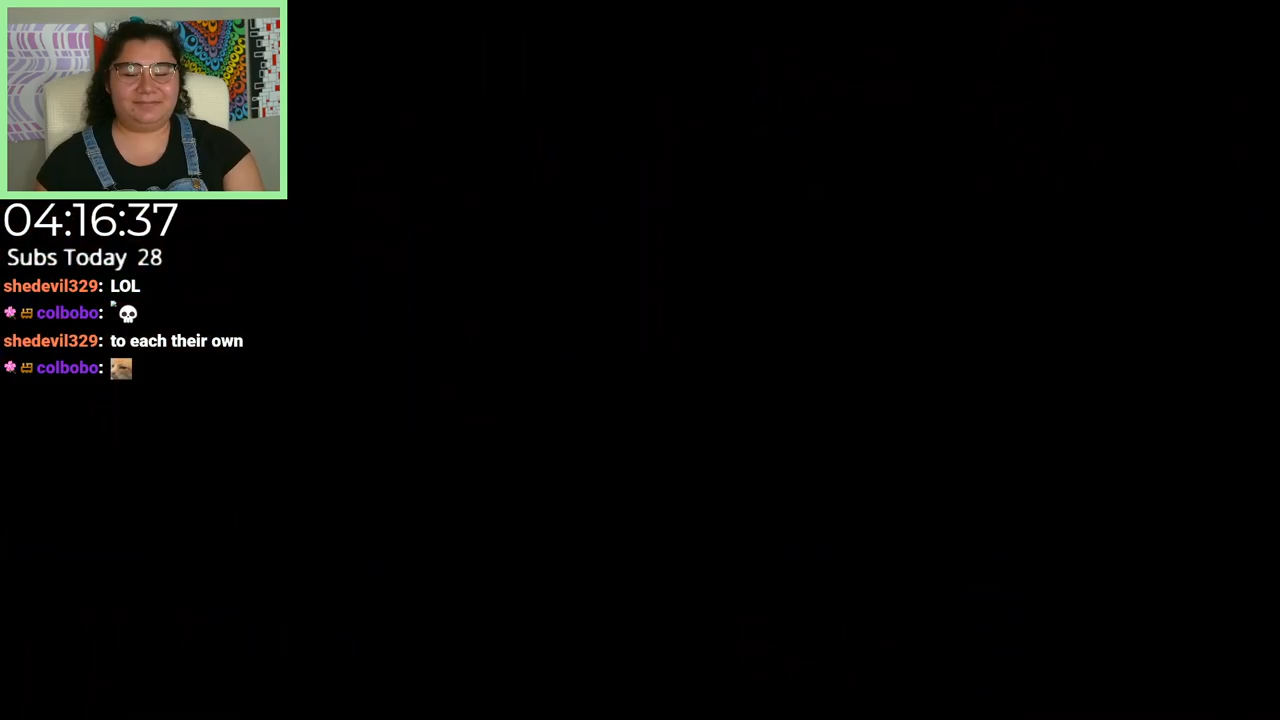 04:16:37
Subs Today 28
shedevil329: LOL
colbobo:
shedevil329: to each their own
colbobo: